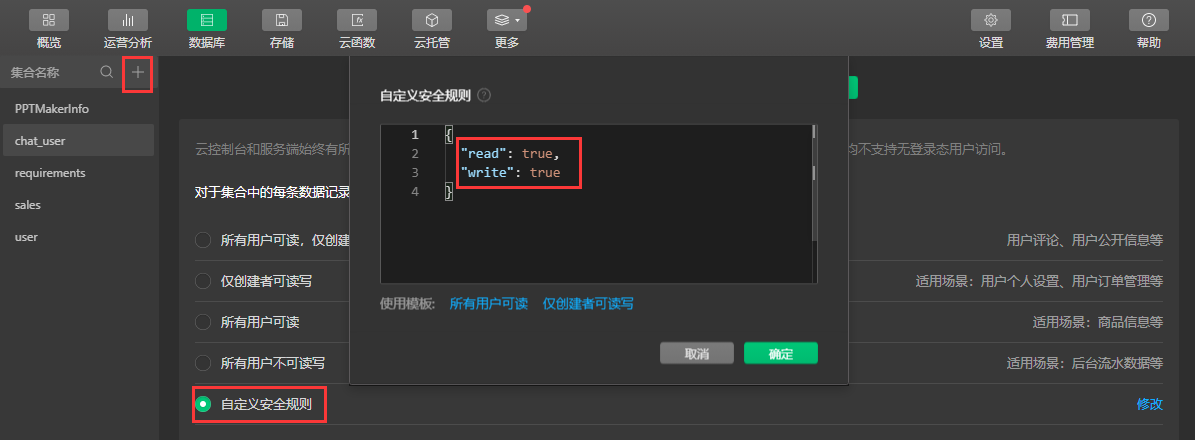 概览
运营分析
数据库
存储
云函数
云托管
更多
设置
费用管理
帮助
集合名称
PPTMakerInfo
chat_user
requirements
sales
user
自定义安全规则
1 {
2 "read": true,
3 "write": true
4 }
使用模板: 所有用户可读 仅创建者可读写
取消 确定
云控制台和服务端始终有所
均不支持无登录态用户访问。
对于集合中的每条数据记录
所有用户可读，仅创建
用户评论、用户公开信息等
仅创建者可读写
适用场景：用户个人设置、用户订单管理等
所有用户可读
适用场景：商品信息等
所有用户不可读写
适用场景：后台流水数据等
自定义安全规则
修改